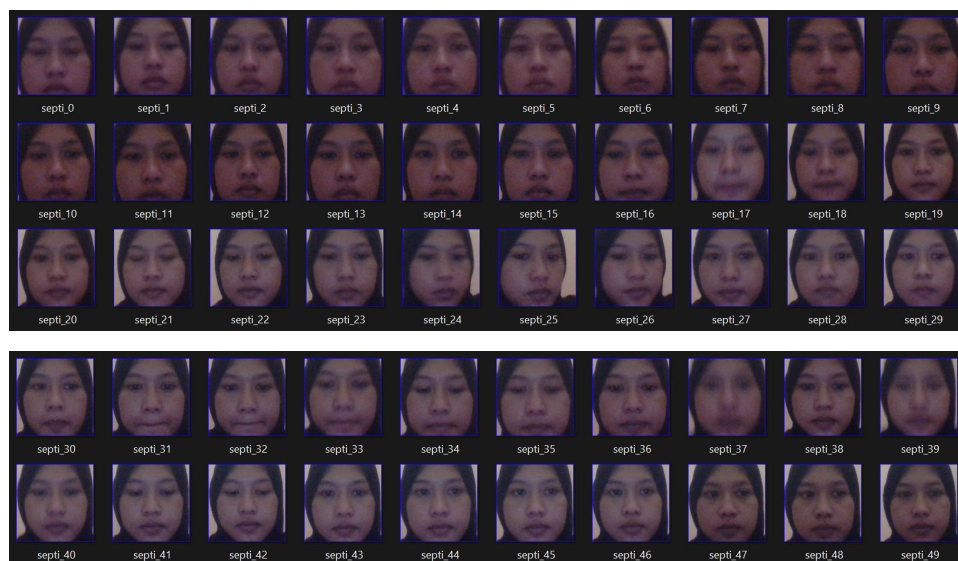 septi_0 septi_1 septi_2 septi_3 septi_4 septi_5 septi_6 septi_7 septi_8 septi_9
septi_10 septi_11 septi_12 septi_13 septi_14 septi_15 septi_16 septi_17 septi_18 septi_19
septi_20 septi_21 septi_22 septi_23 septi_24 septi_25 septi_26 septi_27 septi_28 septi_29
septi_30 septi_31 septi_32 septi_33 septi_34 septi_35 septi_36 septi_37 septi_38 septi_39
septi_40 septi_41 septi_42 septi_43 septi_44 septi_45 septi_46 septi_47 septi_48 septi_49